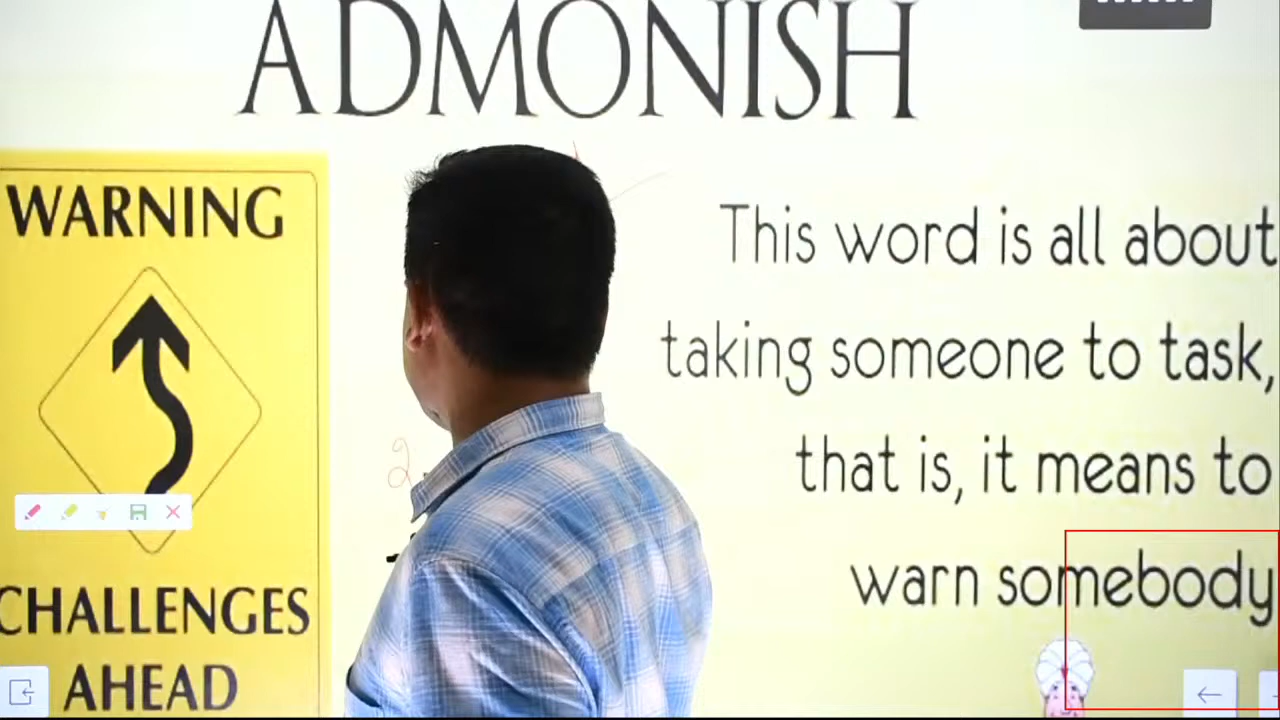 ADMONISH
WARNING
CHALLENGES
AHEAD
This word is all about
taking someone to task,
that is, it means to
warn somebody
2